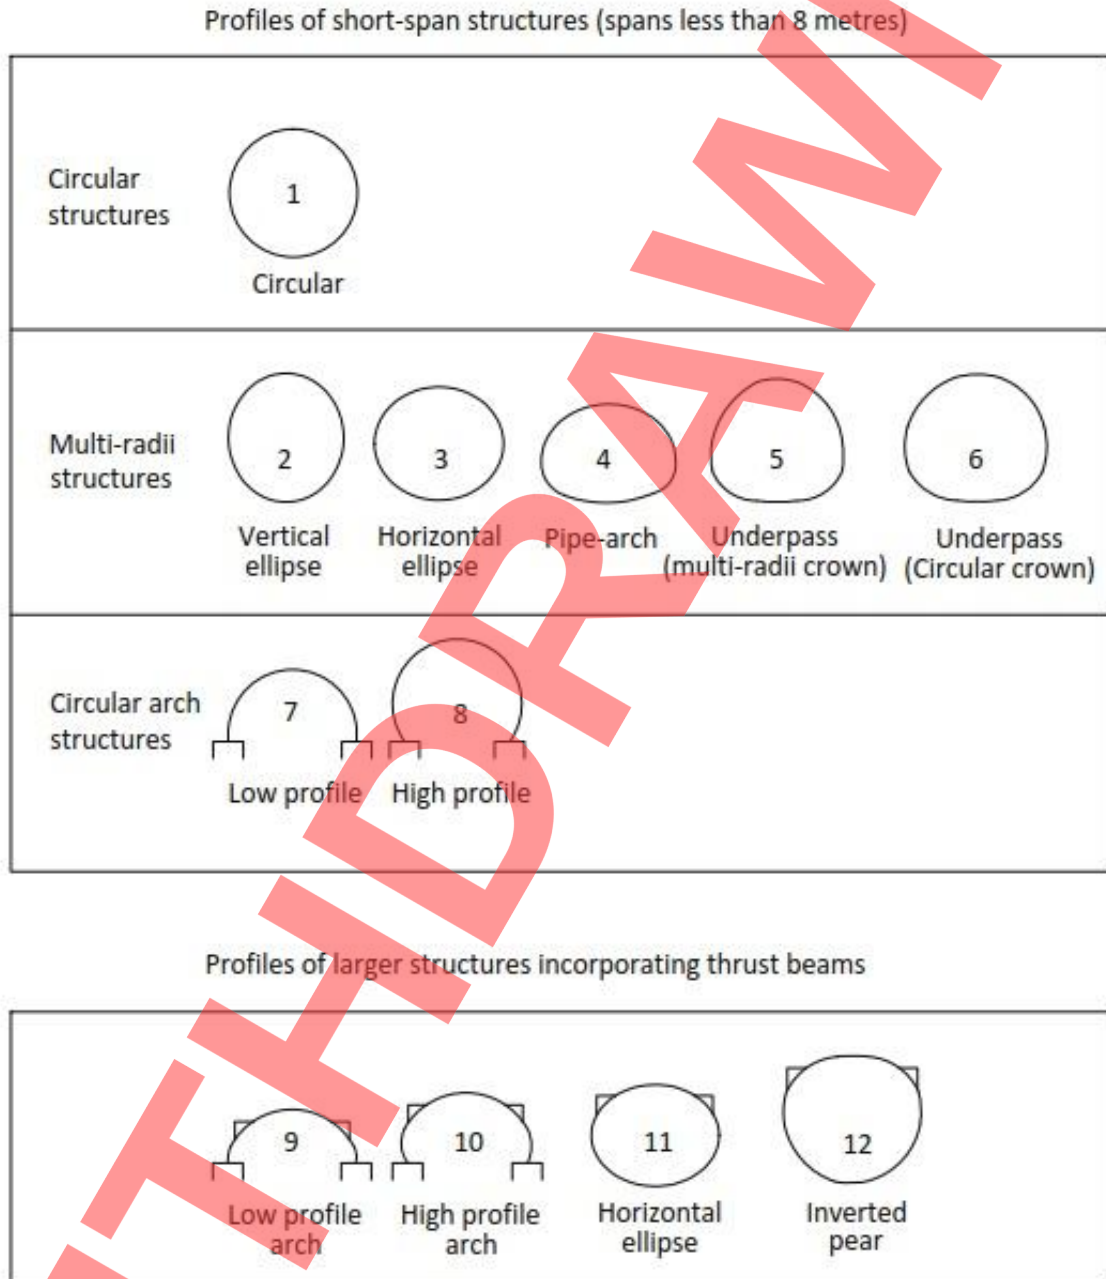 Profiles of short-span structures (spans less than 8 metres)
Circular
structures
1
Circular
Multi-radii
structures
2
3
4
5
6
Vertical
ellipse
Horizontal
ellipse
Pipe-arch
Underpass
(multi-radii crown)
Underpass
(Circular crown)
Circular arch
structures
7
8
Low profile
High profile
Profiles of larger structures incorporating thrust beams
9
10
11
12
Low profile
arch
High profile
arch
Horizontal
ellipse
Inverted
pear
THDRAW